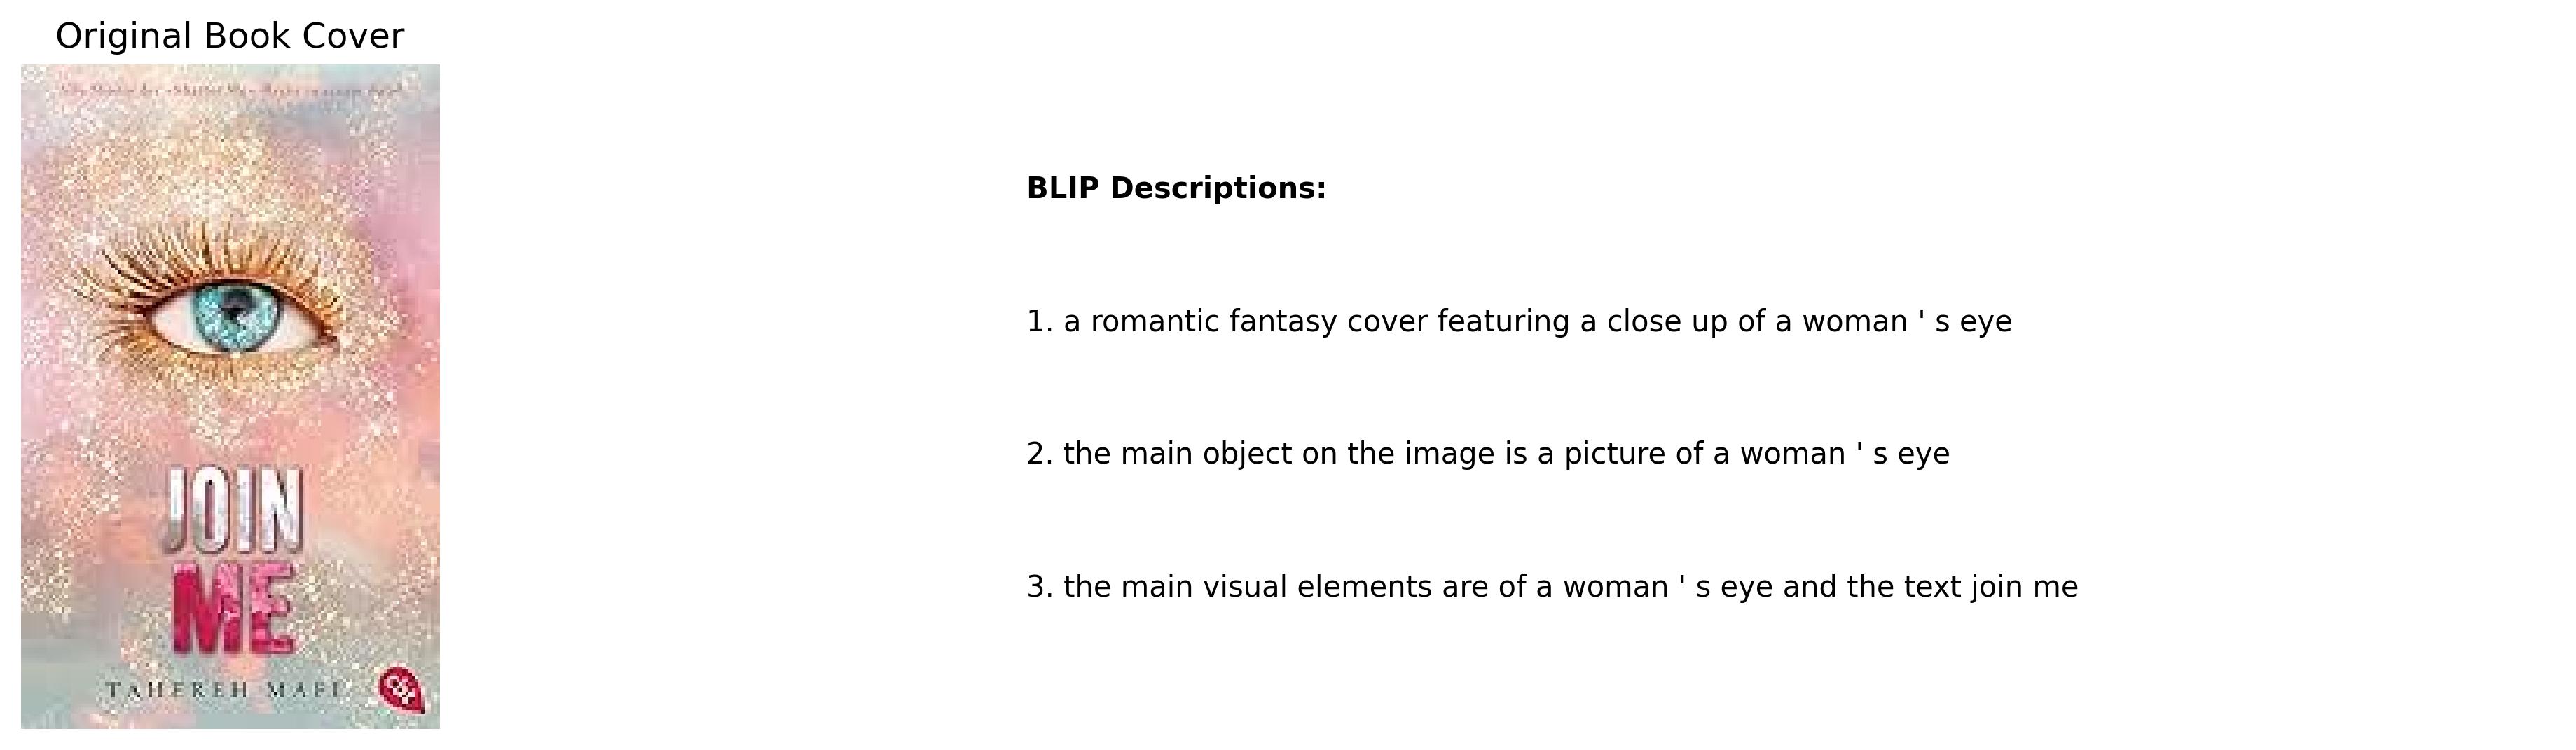 Original Book Cover
JOIN
ME
TAHEREH MAFI
BLIP Descriptions:
1. a romantic fantasy cover featuring a close up of a woman ' s eye
2. the main object on the image is a picture of a woman ' s eye
3. the main visual elements are of a woman ' s eye and the text join me